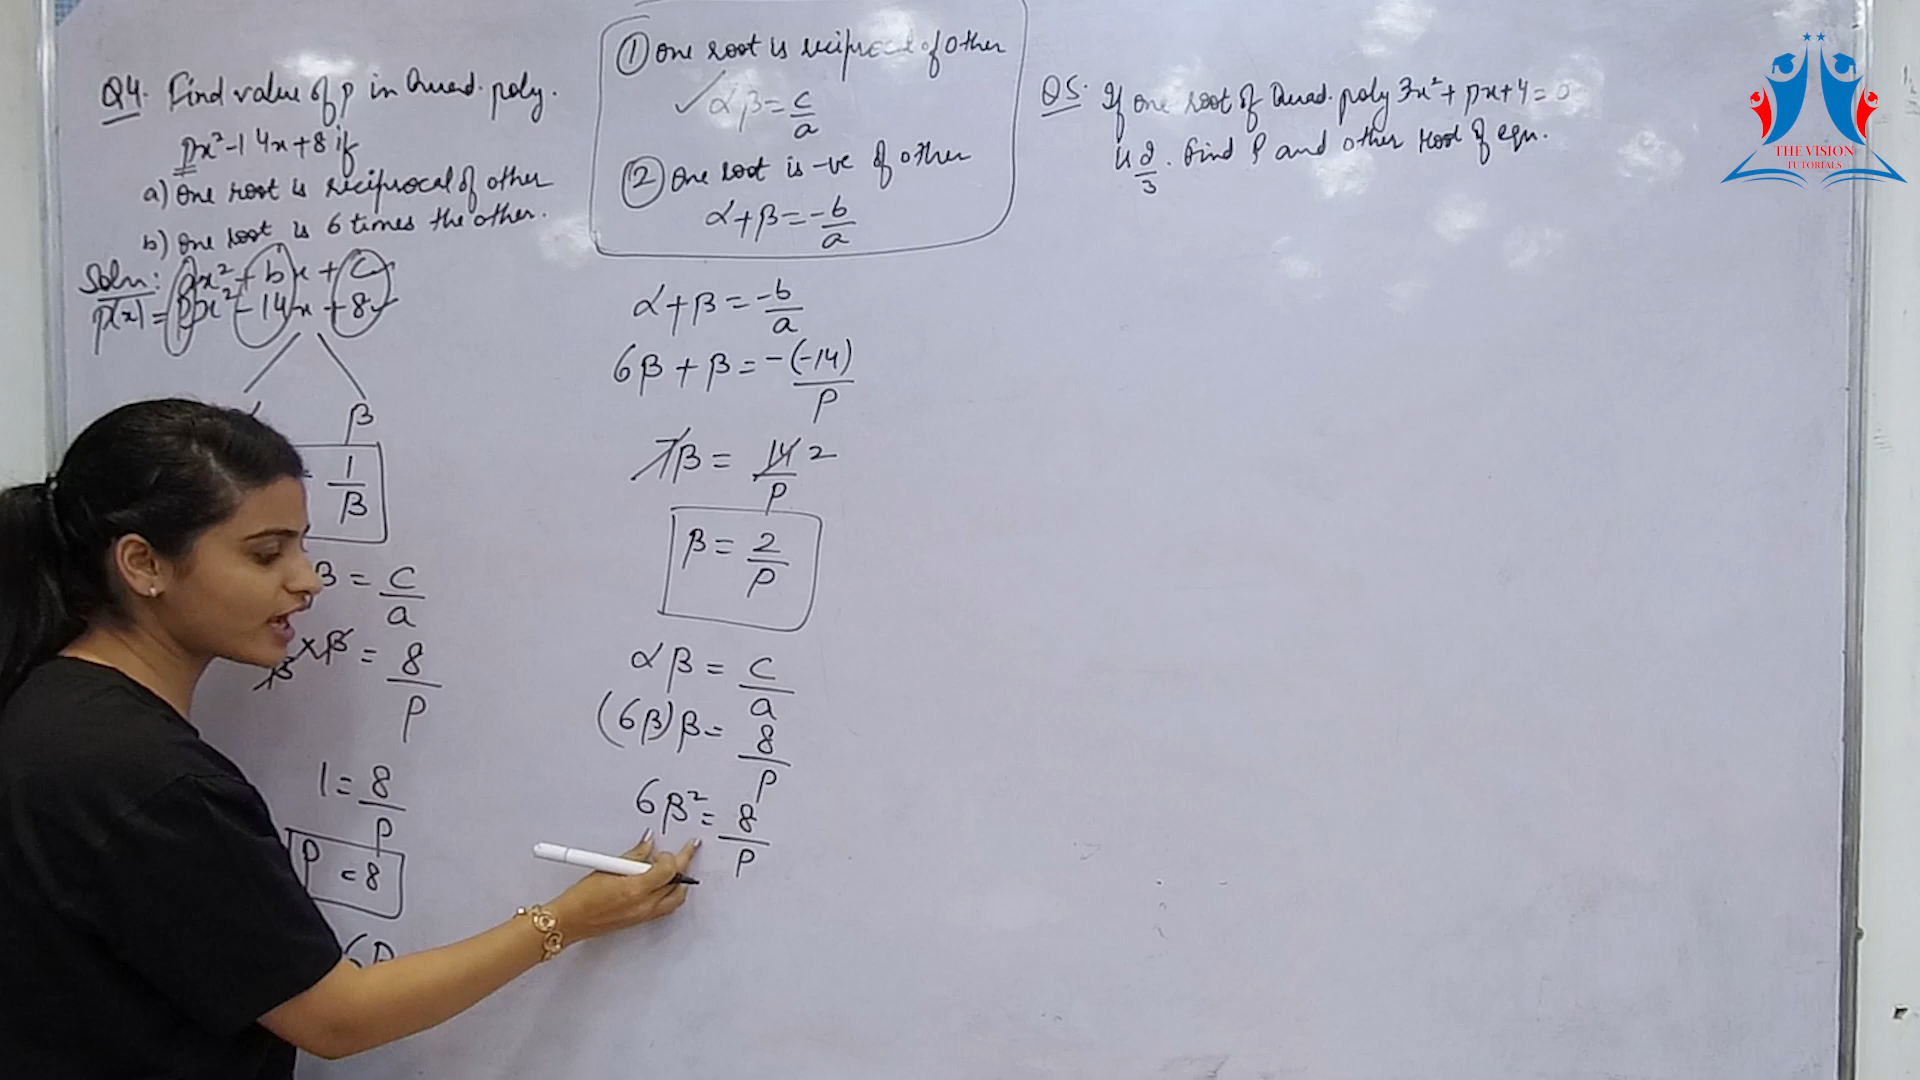 Q4. Find value of p in Quad. poly.
px²-14x+8 if
a) One root is reciprocal of other
b) One root is 6 times the other.
Soln: ax²+bx+c
p(x) = px²-14x+8
β
= 1/β
β = c/a
β×β = 8/p
1 = 8/p
p = 8
6β
① One root is reciprocal of other
✓ αβ = c/a
② One root is -ve of other
α+β = -b/a
α+β = -b/a
6β + β = -(-14)/p
7β = 14/p 2
β = 2/p
αβ = c/a
(6β)β = 8/p
6β² = 8/p
Q5. If one root of Quad. poly 3x²+px+4=0
is 2/3. Find P and other root of eqn.
THE VISION
TUTORIALS